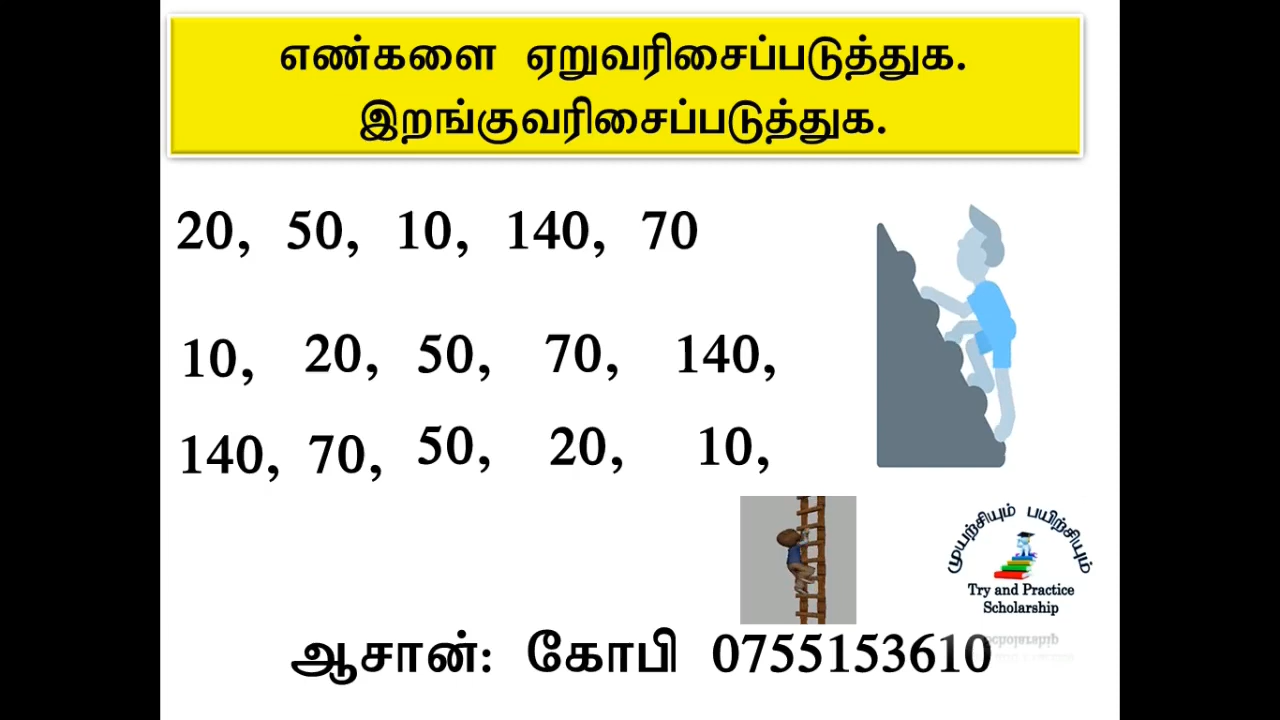 எண்களை ஏறுவரிசைப்படுத்துக.
இறங்குவரிசைப்படுத்துக.
20, 50, 10, 140, 70
10, 20, 50, 70, 140,
140, 70, 50, 20, 10,
முயற்சியும் பயிற்சியும்
Try and Practice
Scholarship
ஆசான்: கோபி 0755153610